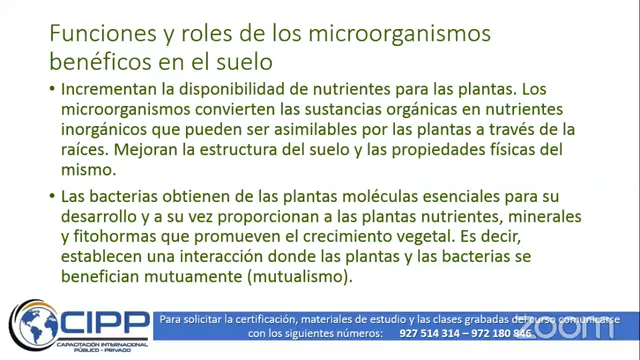 Funciones y roles de los microorganismos
benéficos en el suelo
• Incrementan la disponibilidad de nutrientes para las plantas. Los
microorganismos convierten las sustancias orgánicas en nutrientes
inorgánicos que pueden ser asimilables por las plantas a través de la
raíces. Mejoran la estructura del suelo y las propiedades físicas del
mismo.
• Las bacterias obtienen de las plantas moléculas esenciales para su
desarrollo y a su vez proporcionan a las plantas nutrientes, minerales
y fitohormas que promueven el crecimiento vegetal. Es decir,
establecen una interacción donde las plantas y las bacterias se
benefician mutuamente (mutualismo).
CIPP
CAPACITACIÓN INTERNACIONAL
PÚBLICO - PRIVADO
Para solicitar la certificación, materiales de estudio y las clases grabadas del curso comunicarse
con los siguientes números: 927 514 314 – 972 180 846
zoom